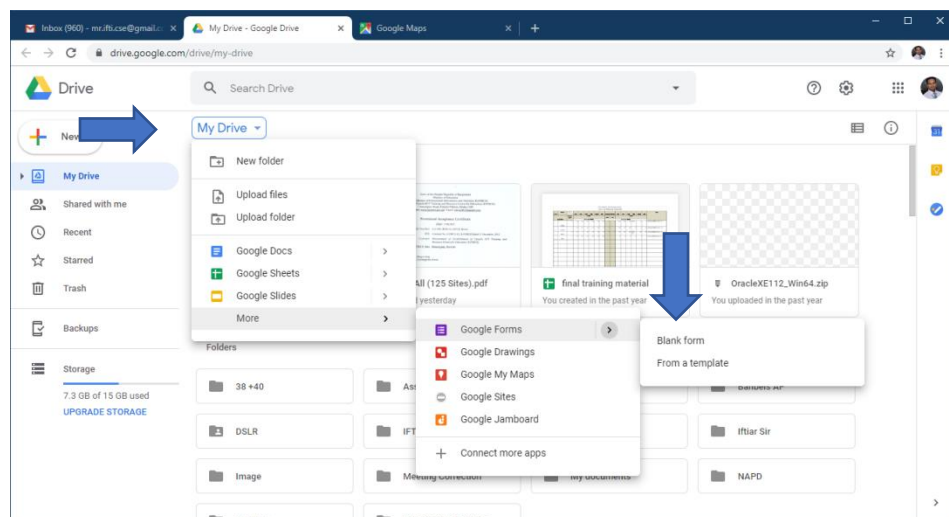 Inbox (960) - mr.ifti.cse@gmail.c
My Drive - Google Drive
Google Maps
drive.google.com/drive/my-drive
Drive
Search Drive
New
My Drive
My Drive
Shared with me
Recent
Starred
Trash
Backups
Storage
7.3 GB of 15 GB used
UPGRADE STORAGE
New folder
Upload files
Upload folder
Google Docs
Google Sheets
Google Slides
More
All (125 Sites).pdf
yesterday
final training material
You created in the past year
OracleXE112_Win64.zip
You uploaded in the past year
Google Forms
Google Drawings
Google My Maps
Google Sites
Google Jamboard
Connect more apps
Blank form
From a template
Folders
38 +40
DSLR
IFT
Iftiar Sir
Image
My documents
NAPD